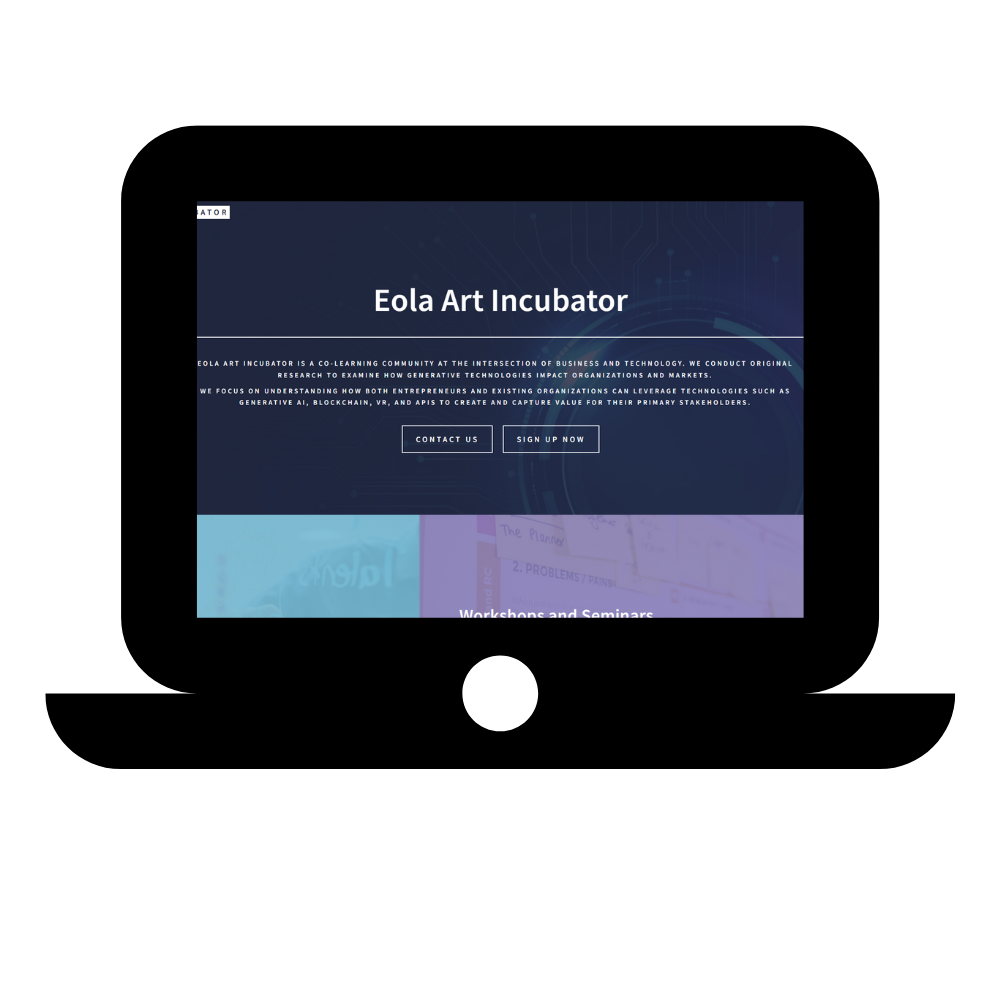 ATOR
Eola Art Incubator
EOLA ART INCUBATOR IS A CO-LEARNING COMMUNITY AT THE INTERSECTION OF BUSINESS AND TECHNOLOGY. WE CONDUCT ORIGINAL
RESEARCH TO EXAMINE HOW GENERATIVE TECHNOLOGIES IMPACT ORGANIZATIONS AND MARKETS.
WE FOCUS ON UNDERSTANDING HOW BOTH ENTREPRENEURS AND EXISTING ORGANIZATIONS CAN LEVERAGE TECHNOLOGIES SUCH AS
GENERATIVE AI, BLOCKCHAIN, VR, AND APIS TO CREATE AND CAPTURE VALUE FOR THEIR PRIMARY STAKEHOLDERS.
CONTACT US SIGN UP NOW
The Planner
Talents
2. PROBLEMS / PAINS
Workshops and Seminars